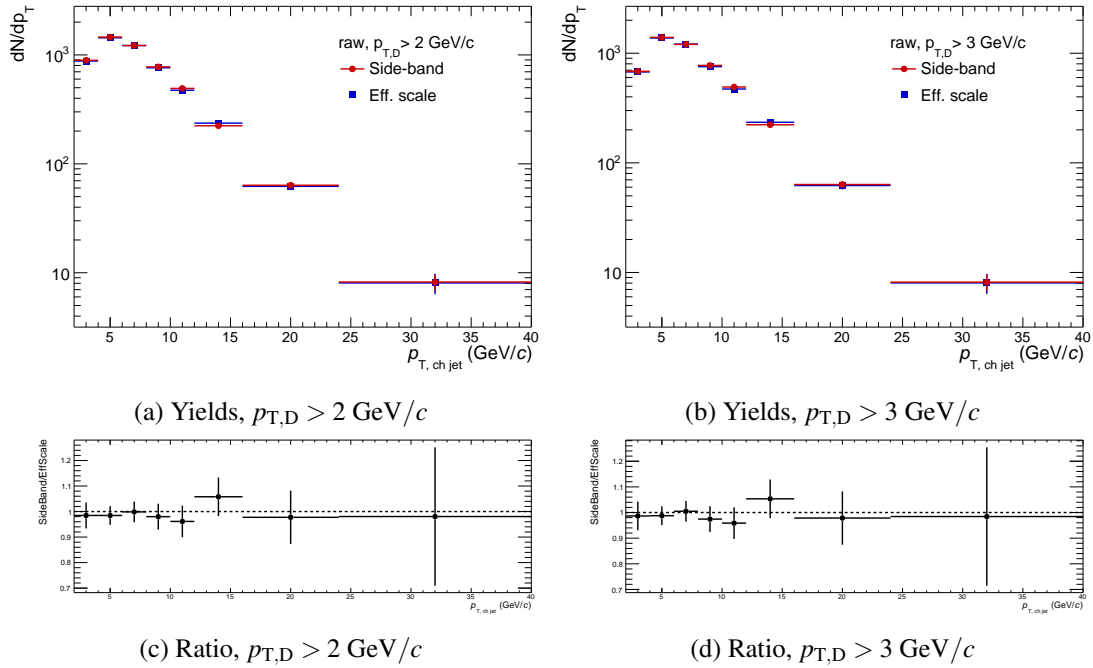 dN/dp_T
10^3
10^2
10
raw, p_T,D > 2 GeV/c
Side-band
Eff. scale
5 10 15 20 25 30 35 40
p_T, ch jet (GeV/c)
(a) Yields, p_T,D > 2 GeV/c
dN/dp_T
10^3
10^2
10
raw, p_T,D > 3 GeV/c
Side-band
Eff. scale
5 10 15 20 25 30 35 40
p_T, ch jet (GeV/c)
(b) Yields, p_T,D > 3 GeV/c
SideBand/EffScale
1.2
1.1
1
0.9
0.8
0.7
5 10 15 20 25 30 35 40
p_T, ch jet (GeV/c)
(c) Ratio, p_T,D > 2 GeV/c
SideBand/EffScale
1.2
1.1
1
0.9
0.8
0.7
5 10 15 20 25 30 35 40
p_T, ch jet (GeV/c)
(d) Ratio, p_T,D > 3 GeV/c